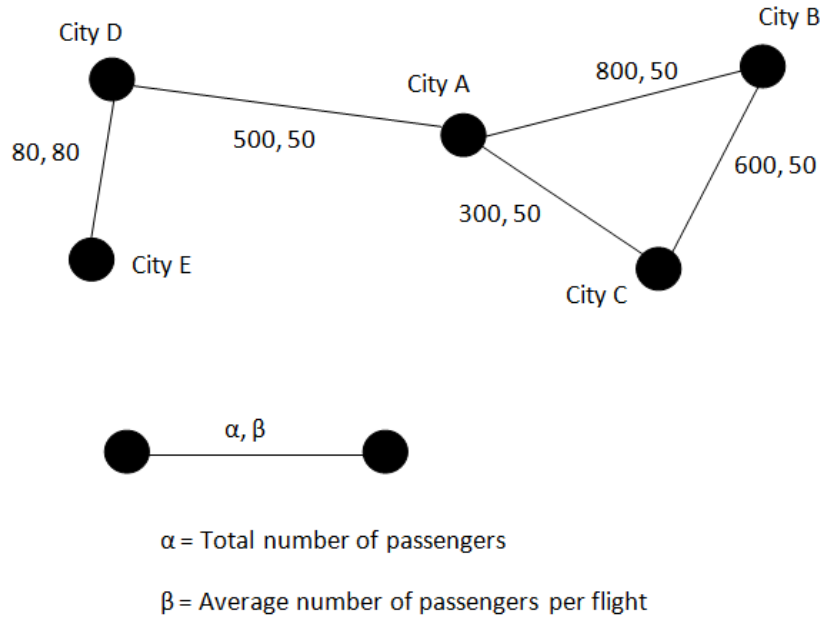 City D
City B
City A
800, 50
80, 80
500, 50
600, 50
300, 50
City E
City C
α, β
α = Total number of passengers
β = Average number of passengers per flight